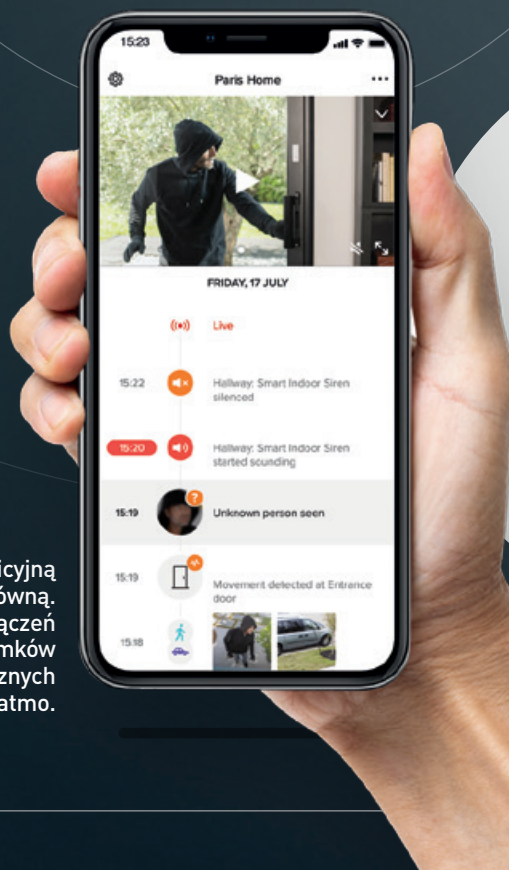 15:23
Paris Home
FRIDAY, 17 JULY
Live
15:22
Hallway: Smart Indoor Siren
silenced
15:20
Hallway: Smart Indoor Siren
started sounding
15:19
?
Unknown person seen
15:19
Movement detected at Entrance
door
15:18
icyjną
ówną.
ączeń
mków
znych
atmo.